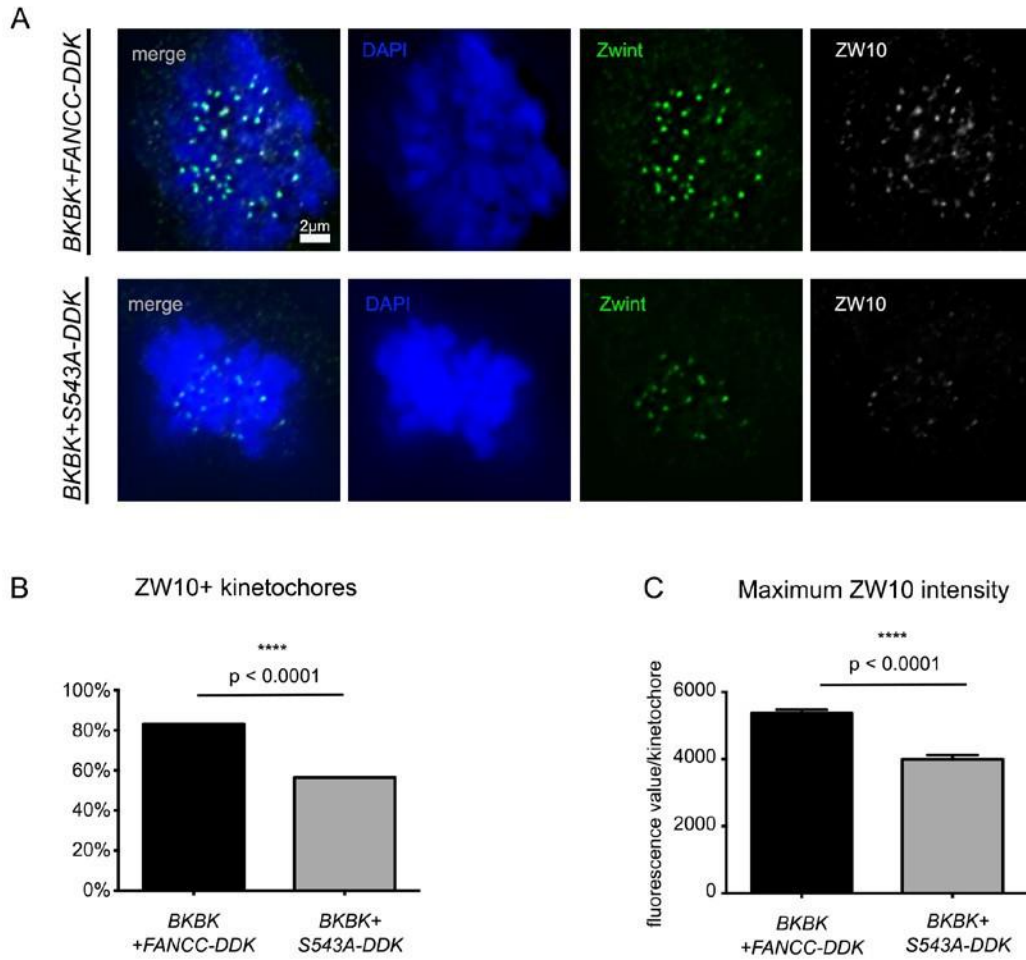 A
BKBK+FANCC-DDK
merge
DAPI
Zwint
ZW10
2μm
BKBK+S543A-DDK
merge
DAPI
Zwint
ZW10
B
ZW10+ kinetochores
****
p < 0.0001
100%
80%
60%
40%
20%
0%
BKBK
+FANCC-DDK
BKBK+
S543A-DDK
C
Maximum ZW10 intensity
****
p < 0.0001
fluorescence value/kinetochore
6000
4000
2000
0
BKBK
+FANCC-DDK
BKBK+
S543A-DDK